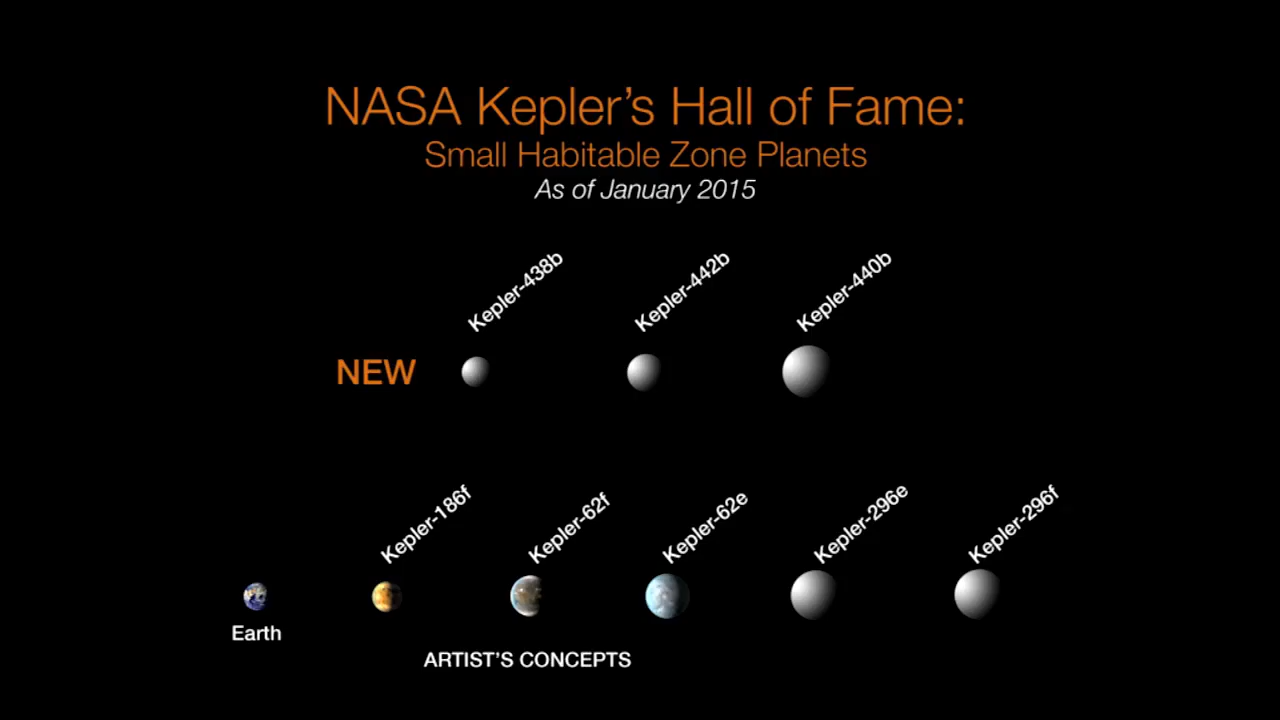 NASA Kepler's Hall of Fame:
Small Habitable Zone Planets
As of January 2015
Kepler-438b
Kepler-442b
Kepler-440b
NEW
Kepler-186f
Kepler-62f
Kepler-62e
Kepler-296e
Kepler-296f
Earth
ARTIST'S CONCEPTS